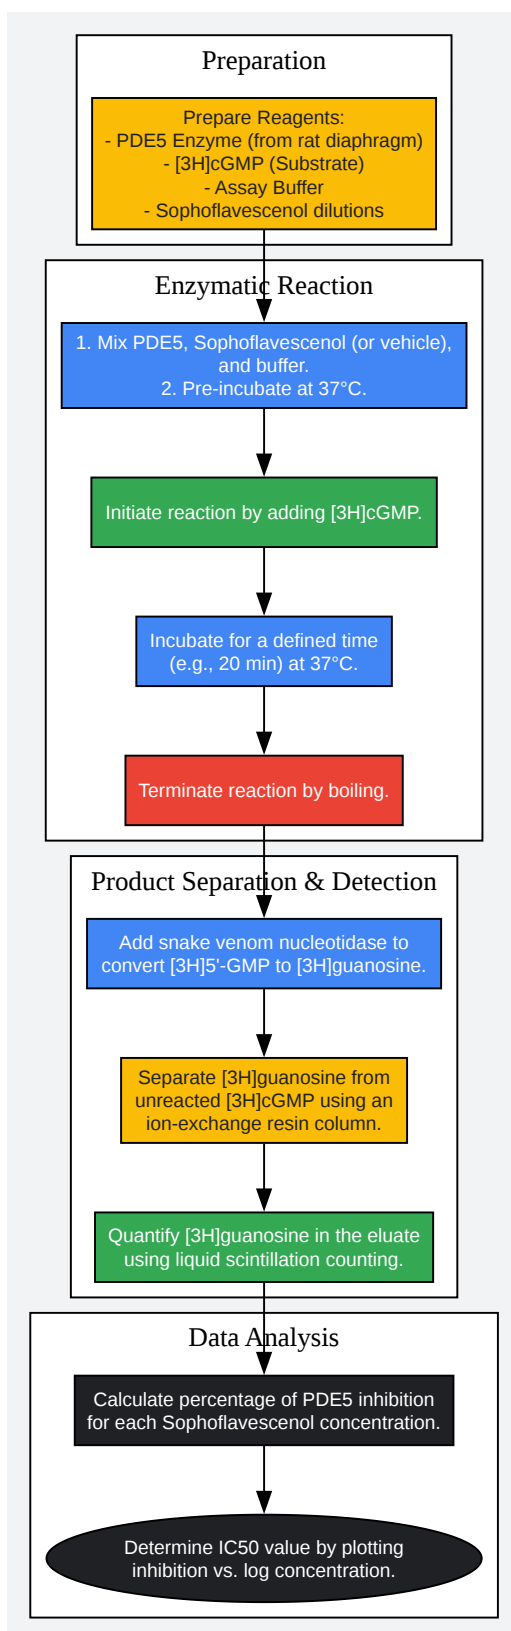 Preparation
Prepare Reagents:
- PDE5 Enzyme (from rat diaphragm)
- [3H]cGMP (Substrate)
- Assay Buffer
- Sophoflavescenol dilutions
Enzymatic Reaction
1. Mix PDE5, Sophoflavescenol (or vehicle),
and buffer.
2. Pre-incubate at 37°C.
Initiate reaction by adding [3H]cGMP.
Incubate for a defined time
(e.g., 20 min) at 37°C.
Terminate reaction by boiling.
Product Separation & Detection
Add snake venom nucleotidase to
convert [3H]5'-GMP to [3H]guanosine.
Separate [3H]guanosine from
unreacted [3H]cGMP using an
ion-exchange resin column.
Quantify [3H]guanosine in the eluate
using liquid scintillation counting.
Data Analysis
Calculate percentage of PDE5 inhibition
for each Sophoflavescenol concentration.
Determine IC50 value by plotting
inhibition vs. log concentration.